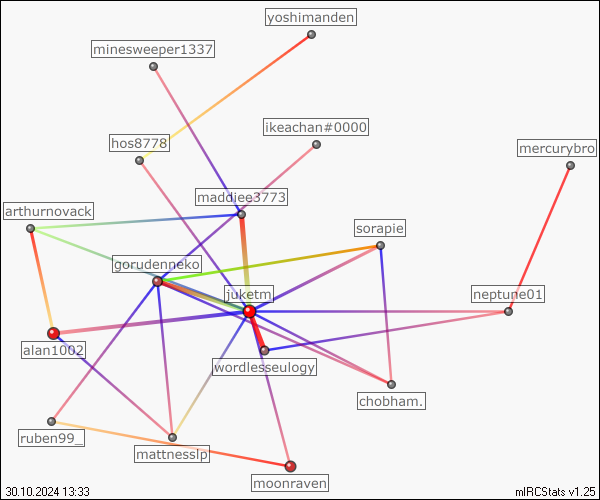 yoshimanden
minesweeper1337
ikeachan#0000
hos8778
mercurybro
maddiee3773
arthurnovack
sorapie
gorudenneko
juketm
neptune01
alan1002
wordlesseulogy
chobham.
ruben99_
mattnesslp
moonraven
30.10.2024 13:33
mIRCStats v1.25